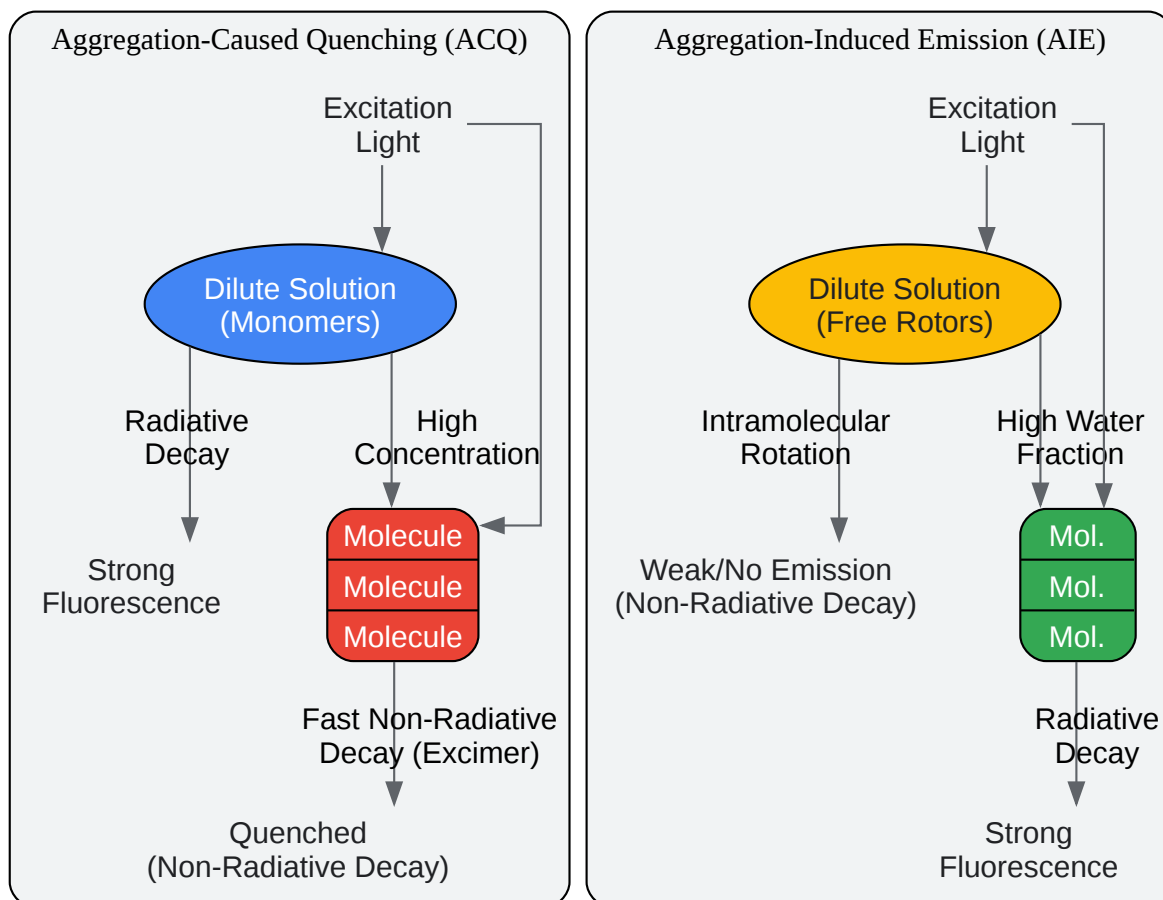 Aggregation-Caused Quenching (ACQ)
Excitation
Light
Dilute Solution
(Monomers)
Radiative
Decay
High
Concentration
Strong
Fluorescence
Molecule
Molecule
Molecule
Fast Non-Radiative
Decay (Excimer)
Quenched
(Non-Radiative Decay)
Aggregation-Induced Emission (AIE)
Excitation
Light
Dilute Solution
(Free Rotors)
Intramolecular
Rotation
High Water
Fraction
Weak/No Emission
(Non-Radiative Decay)
Mol.
Mol.
Mol.
Radiative
Decay
Strong
Fluorescence